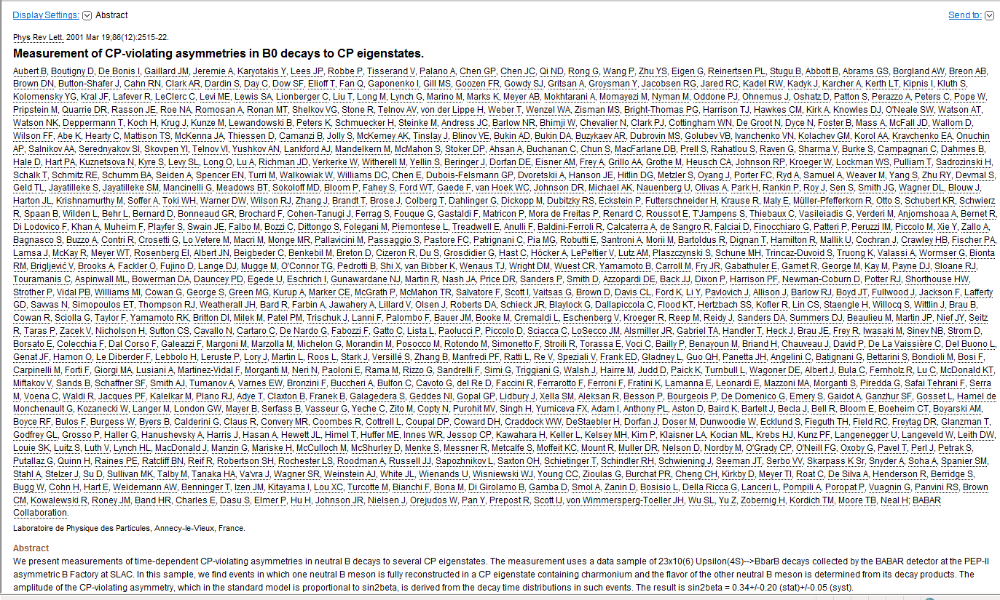 Display Settings: Abstract
Send to:
Phys Rev Lett. 2001 Mar 19;86(12):2515-22.
Measurement of CP-violating asymmetries in B0 decays to CP eigenstates.
Aubert B, Boutigny D, De Bonis I, Gaillard JM, Jeremie A, Karyotakis Y, Lees JP, Robbe P, Tisserand V, Palano A, Chen GP, Chen JC, Qi ND, Rong G, Wang P, Zhu YS, Eigen G, Reinertsen PL, Stugu B, Abbott B, Abrams GS, Borgland AW, Breon AB,
Brown DN, Button-Shafer J, Cahn RN, Clark AR, Dardin S, Day C, Dow SF, Elioff T, Fan Q, Gaponenko I, Gill MS, Goozen FR, Gowdy SJ, Gritsan A, Groysman Y, Jacobsen RG, Jared RC, Kadel RW, Kadyk J, Karcher A, Kerth LT, Kipnis I, Kluth S,
Kolomensky YG, Kral JF, Lafever R, LeClerc C, Levi ME, Lewis SA, Lionberger C, Liu T, Long M, Lynch G, Marino M, Marks K, Meyer AB, Mokhtarani A, Momayezi M, Nyman M, Oddone PJ, Ohnemus J, Oshatz D, Patton S, Perazzo A, Peters C, Pope W,
Pripstein M, Quarrie DR, Rasson JE, Roe NA, Romosan A, Ronan MT, Shelkov VG, Stone R, Telnov AV, von der Lippe H, Weber T, Wenzel WA, Zisman MS, Bright-Thomas PG, Harrison TJ, Hawkes CM, Kirk A, Knowles DJ, O'Neale SW, Watson AT,
Watson NK, Deppermann T, Koch H, Krug J, Kunze M, Lewandowski B, Peters K, Schmuecker H, Steinke M, Andress JC, Barlow NR, Bhimji W, Chevalier N, Clark PJ, Cottingham WN, De Groot N, Dyce N, Foster B, Mass A, McFall JD, Wallom D,
Wilson FF, Abe K, Hearty C, Mattison TS, McKenna JA, Thiessen D, Camanzi B, Jolly S, McKemey AK, Tinslay J, Blinov VE, Bukin AD, Bukin DA, Buzykaev AR, Dubrovin MS, Golubev VB, Ivanchenko VN, Kolachev GM, Korol AA, Kravchenko EA, Onuchin
AP, Salnikov AA, Serednyakov SI, Skovpen YI, Telnov VI, Yushkov AN, Lankford AJ, Mandelkern M, McMahon S, Stoker DP, Ahsan A, Buchanan C, Chun S, MacFarlane DB, Prell S, Rahatlou S, Raven G, Sharma V, Burke S, Campagnari C, Dahmes B,
Hale D, Hart PA, Kuznetsova N, Kyre S, Levy SL, Long O, Lu A, Richman JD, Verkerke W, Witherell M, Yellin S, Beringer J, Dorfan DE, Eisner AM, Frey A, Grillo AA, Grothe M, Heusch CA, Johnson RP, Kroeger W, Lockman WS, Pulliam T, Sadrozinski H,
Schalk T, Schmitz RE, Schumm BA, Seiden A, Spencer EN, Turri M, Walkowiak W, Williams DC, Chen E, Dubois-Felsmann GP, Dvoretskii A, Hanson JE, Hitlin DG, Metzler S, Oyang J, Porter FC, Ryd A, Samuel A, Weaver M, Yang S, Zhu RY, Devmal S,
Geld TL, Jayatilleke S, Jayatilleke SM, Mancinelli G, Meadows BT, Sokoloff MD, Bloom P, Fahey S, Ford WT, Gaede F, van Hoek WC, Johnson DR, Michael AK, Nauenberg U, Olivas A, Park H, Rankin P, Roy J, Sen S, Smith JG, Wagner DL, Blouw J,
Harton JL, Krishnamurthy M, Soffer A, Toki WH, Warner DW, Wilson RJ, Zhang J, Brandt T, Brose J, Colberg T, Dahlinger G, Dickopp M, Dubitzky RS, Eckstein P, Futterschneider H, Krause R, Maly E, Müller-Pfefferkorn R, Otto S, Schubert KR, Schwierz
R, Spaan B, Wilden L, Behr L, Bernard D, Bonneaud GR, Brochard F, Cohen-Tanugi J, Ferrag S, Fouque G, Gastaldi F, Matricon P, Mora de Freitas P, Renard C, Roussot E, T'Jampens S, Thiebaux C, Vasileiadis G, Verderi M, Anjomshoaa A, Bernet R,
Di Lodovico F, Khan A, Muheim F, Playfer S, Swain JE, Falbo M, Bozzi C, Dittongo S, Folegani M, Piemontese L, Treadwell E, Anulli F, Baldini-Ferroli R, Calcaterra A, de Sangro R, Falciai D, Finocchiaro G, Patteri P, Peruzzi IM, Piccolo M, Xie Y, Zallo A,
Bagnasco S, Buzzo A, Contri R, Crosetti G, Lo Vetere M, Macri M, Monge MR, Pallavicini M, Passaggio S, Pastore FC, Patrignani C, Pia MG, Robutti E, Santroni A, Morii M, Bartoldus R, Dignan T, Hamilton R, Mallik U, Cochran J, Crawley HB, Fischer PA,
Lamsa J, McKay R, Meyer WT, Rosenberg EI, Albert JN, Beigbeder C, Benkebil M, Breton D, Cizeron R, Du S, Grosdidier G, Hast C, Höcker A, LePeltier V, Lutz AM, Plaszczynski S, Schune MH, Trincaz-Duvoid S, Truong K, Valassi A, Wormser G, Bionta
RM, Brigljević V, Brooks A, Fackler O, Fujino D, Lange DJ, Mugge M, O'Connor TG, Pedrotti B, Shi X, van Bibber K, Wenaus TJ, Wright DM, Wuest CR, Yamamoto B, Carroll M, Fry JR, Gabathuler E, Gamet R, George M, Kay M, Payne DJ, Sloane RJ,
Touramanis C, Aspinwall ML, Bowerman DA, Dauncey PD, Egede U, Eschrich I, Gunawardane NJ, Martin R, Nash JA, Price DR, Sanders P, Smith D, Azzopardi DE, Back JJ, Dixon P, Harrison PF, Newman-Coburn D, Potter RJ, Shorthouse HW,
Strother P, Vidal PB, Williams MI, Cowan G, George S, Green MG, Kurup A, Marker CE, McGrath P, McMahon TR, Salvatore F, Scott I, Vaitsas G, Brown D, Davis CL, Ford K, Li Y, Pavlovich J, Allison J, Barlow RJ, Boyd JT, Fullwood J, Jackson F, Lafferty
GD, Savvas N, Simopoulos ET, Thompson RJ, Weatherall JH, Bard R, Farbin A, Jawahery A, Lillard V, Olsen J, Roberts DA, Schieck JR, Blaylock G, Dallapiccola C, Flood KT, Hertzbach SS, Kofler R, Lin CS, Staengle H, Willocq S, Wittlin J, Brau B,
Cowan R, Sciolla G, Taylor F, Yamamoto RK, Britton DI, Milek M, Patel PM, Trischuk J, Lanni F, Palombo F, Bauer JM, Booke M, Cremaldi L, Eschenberg V, Kroeger R, Reep M, Reidy J, Sanders DA, Summers DJ, Beaulieu M, Martin JP, Nief JY, Seitz
R, Taras P, Zacek V, Nicholson H, Sutton CS, Cavallo N, Cartaro C, De Nardo G, Fabozzi F, Gatto C, Lista L, Paolucci P, Piccolo D, Sciacca C, LoSecco JM, Alsmiller JR, Gabriel TA, Handler T, Heck J, Brau JE, Frey R, Iwasaki M, Sinev NB, Strom D,
Borsato E, Colecchia F, Dal Corso F, Galeazzi F, Margoni M, Marzolla M, Michelon G, Morandin M, Posocco M, Rotondo M, Simonetto F, Stroili R, Torassa E, Voci C, Bailly P, Benayoun M, Briand H, Chauveau J, David P, De La Vaissière C, Del Buono L,
Genat JF, Hamon O, Le Diberder F, Lebbolo H, Leruste P, Lory J, Martin L, Roos L, Stark J, Versillé S, Zhang B, Manfredi PF, Ratti L, Re V, Speziali V, Frank ED, Gladney L, Guo QH, Panetta JH, Angelini C, Batignani G, Bettarini S, Bondioli M, Bosi F,
Carpinelli M, Forti F, Giorgi MA, Lusiani A, Martinez-Vidal F, Morganti M, Neri N, Paoloni E, Rama M, Rizzo G, Sandrelli F, Simi G, Triggiani G, Walsh J, Hairre M, Judd D, Paick K, Turnbull L, Wagoner DE, Albert J, Bula C, Fernholz R, Lu C, McDonald KT,
Miftakov V, Sands B, Schaffner SF, Smith AJ, Tumanov A, Varnes EW, Bronzini F, Buccheri A, Bulfon C, Cavoto G, del Re D, Faccini R, Ferrarotto F, Ferroni F, Fratini K, Lamanna E, Leonardi E, Mazzoni MA, Morganti S, Piredda G, Safai Tehrani F, Serra
M, Voena C, Waldi R, Jacques PF, Kalelkar M, Plano RJ, Adye T, Claxton B, Franek B, Galagedera S, Geddes NI, Gopal GP, Lidbury J, Xella SM, Aleksan R, Besson P, Bourgeois P, De Domenico G, Emery S, Gaidot A, Ganzhur SF, Gosset L, Hamel de
Monchenault G, Kozanecki W, Langer M, London GW, Mayer B, Serfass B, Vasseur G, Yeche C, Zito M, Copty N, Purohit MV, Singh H, Yumiceva FX, Adam I, Anthony PL, Aston D, Baird K, Bartelt J, Becla J, Bell R, Bloom E, Boeheim CT, Boyarski AM,
Boyce RF, Bulos F, Burgess W, Byers B, Calderini G, Claus R, Convery MR, Coombes R, Cottrell L, Coupal DP, Coward DH, Craddock WW, DeStaebler H, Dorfan J, Doser M, Dunwoodie W, Ecklund S, Fieguth TH, Field RC, Freytag DR, Glanzman T,
Godfrey GL, Grosso P, Haller G, Hanushevsky A, Harris J, Hasan A, Hewett JL, Himel T, Huffer ME, Innes WR, Jessop CP, Kawahara H, Keller L, Kelsey MH, Kim P, Klaisner LA, Kocian ML, Krebs HJ, Kunz PF, Langenegger U, Langeveld W, Leith DW,
Louie SK, Luitz S, Luth V, Lynch HL, MacDonald J, Manzin G, Mariske H, McCulloch M, McShurley D, Menke S, Messner R, Metcalfe S, Moffeit KC, Mount R, Muller DR, Nelson D, Nordby M, O'Grady CP, O'Neill FG, Oxoby G, Pavel T, Perl J, Petrak S,
Putallaz G, Quinn H, Raines PE, Ratcliff BN, Reif R, Robertson SH, Rochester LS, Roodman A, Russell JJ, Sapozhnikov L, Saxton OH, Schietinger T, Schindler RH, Schwiening J, Seeman JT, Serbo VV, Skarpass K Sr, Snyder A, Soha A, Spanier SM,
Stahl A, Stelzer J, Su D, Sullivan MK, Talby M, Tanaka HA, Va'vra J, Wagner SR, Weinstein AJ, White JL, Wienands U, Wisniewski WJ, Young CC, Zioulas G, Burchat PR, Cheng CH, Kirkby D, Meyer TI, Roat C, De Silva A, Henderson R, Berridge S,
Bugg W, Cohn H, Hart E, Weidemann AW, Benninger T, Izen JM, Kitayama I, Lou XC, Turcotte M, Bianchi F, Bona M, Di Girolamo B, Gamba D, Smol A, Zanin D, Bosisio L, Della Ricca G, Lanceri L, Pompili A, Poropat P, Vuagnin G, Panvini RS, Brown
CM, Kowalewski R, Roney JM, Band HR, Charles E, Dasu S, Elmer P, Hu H, Johnson JR, Nielsen J, Orejudos W, Pan Y, Prepost R, Scott IJ, von Wimmersperg-Toeller JH, Wu SL, Yu Z, Zobernig H, Kordich TM, Moore TB, Neal H; BABAR
Collaboration.
Laboratoire de Physique des Particules, Annecy-le-Vieux, France.
Abstract
We present measurements of time-dependent CP-violating asymmetries in neutral B decays to several CP eigenstates. The measurement uses a data sample of 23x10(6) Upsilon(4S)-->BbarB decays collected by the BABAR detector at the PEP-II
asymmetric B Factory at SLAC. In this sample, we find events in which one neutral B meson is fully reconstructed in a CP eigenstate containing charmonium and the flavor of the other neutral B meson is determined from its decay products. The
amplitude of the CP-violating asymmetry, which in the standard model is proportional to sin2beta, is derived from the decay time distributions in such events. The result is sin2beta = 0.34+/-0.20 (stat)+/-0.05 (syst).